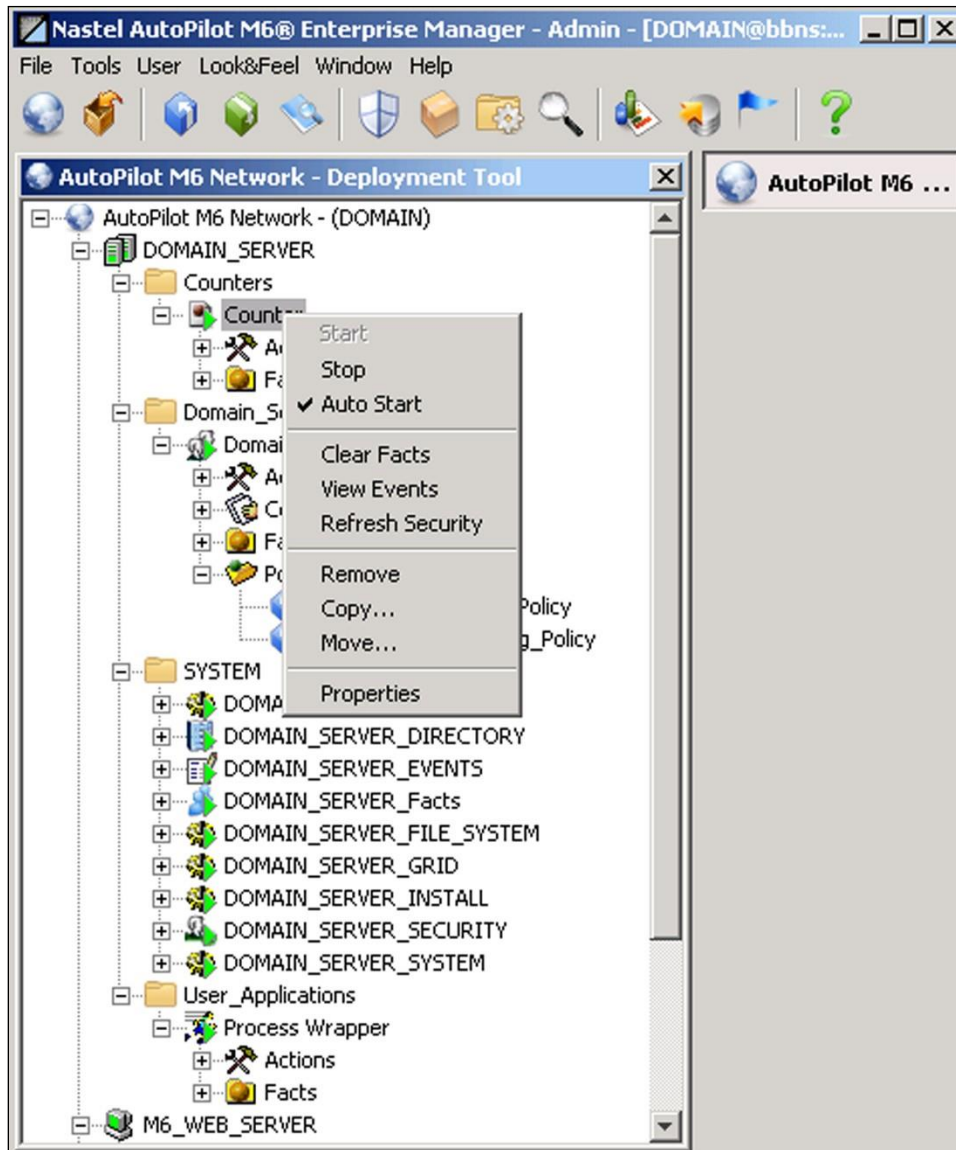 Nastel AutoPilot M6® Enterprise Manager - Admin - [DOMAIN@bbns:...
File Tools User Look&Feel Window Help
AutoPilot M6 Network - Deployment Tool
AutoPilot M6 ...
AutoPilot M6 Network - (DOMAIN)
DOMAIN_SERVER
Counters
Counter
Start
Stop
Auto Start
Clear Facts
View Events
Refresh Security
Remove
Copy...
Move...
Properties
Policy
g_Policy
SYSTEM
DOMAIN_SERVER_DIRECTORY
DOMAIN_SERVER_EVENTS
DOMAIN_SERVER_Facts
DOMAIN_SERVER_FILE_SYSTEM
DOMAIN_SERVER_GRID
DOMAIN_SERVER_INSTALL
DOMAIN_SERVER_SECURITY
DOMAIN_SERVER_SYSTEM
User_Applications
Process Wrapper
Actions
Facts
M6_WEB_SERVER